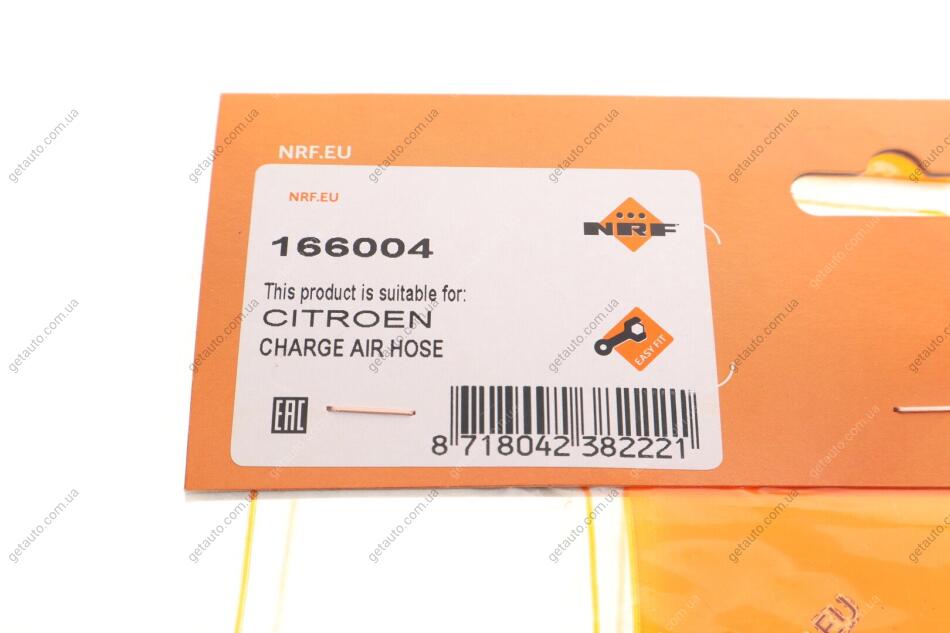 NRF.EU
NRF.EU
NRF
166004
This product is suitable for:
CITROEN
CHARGE AIR HOSE
EASY FIT
EAC
8 718042 382221
getauto.com.ua